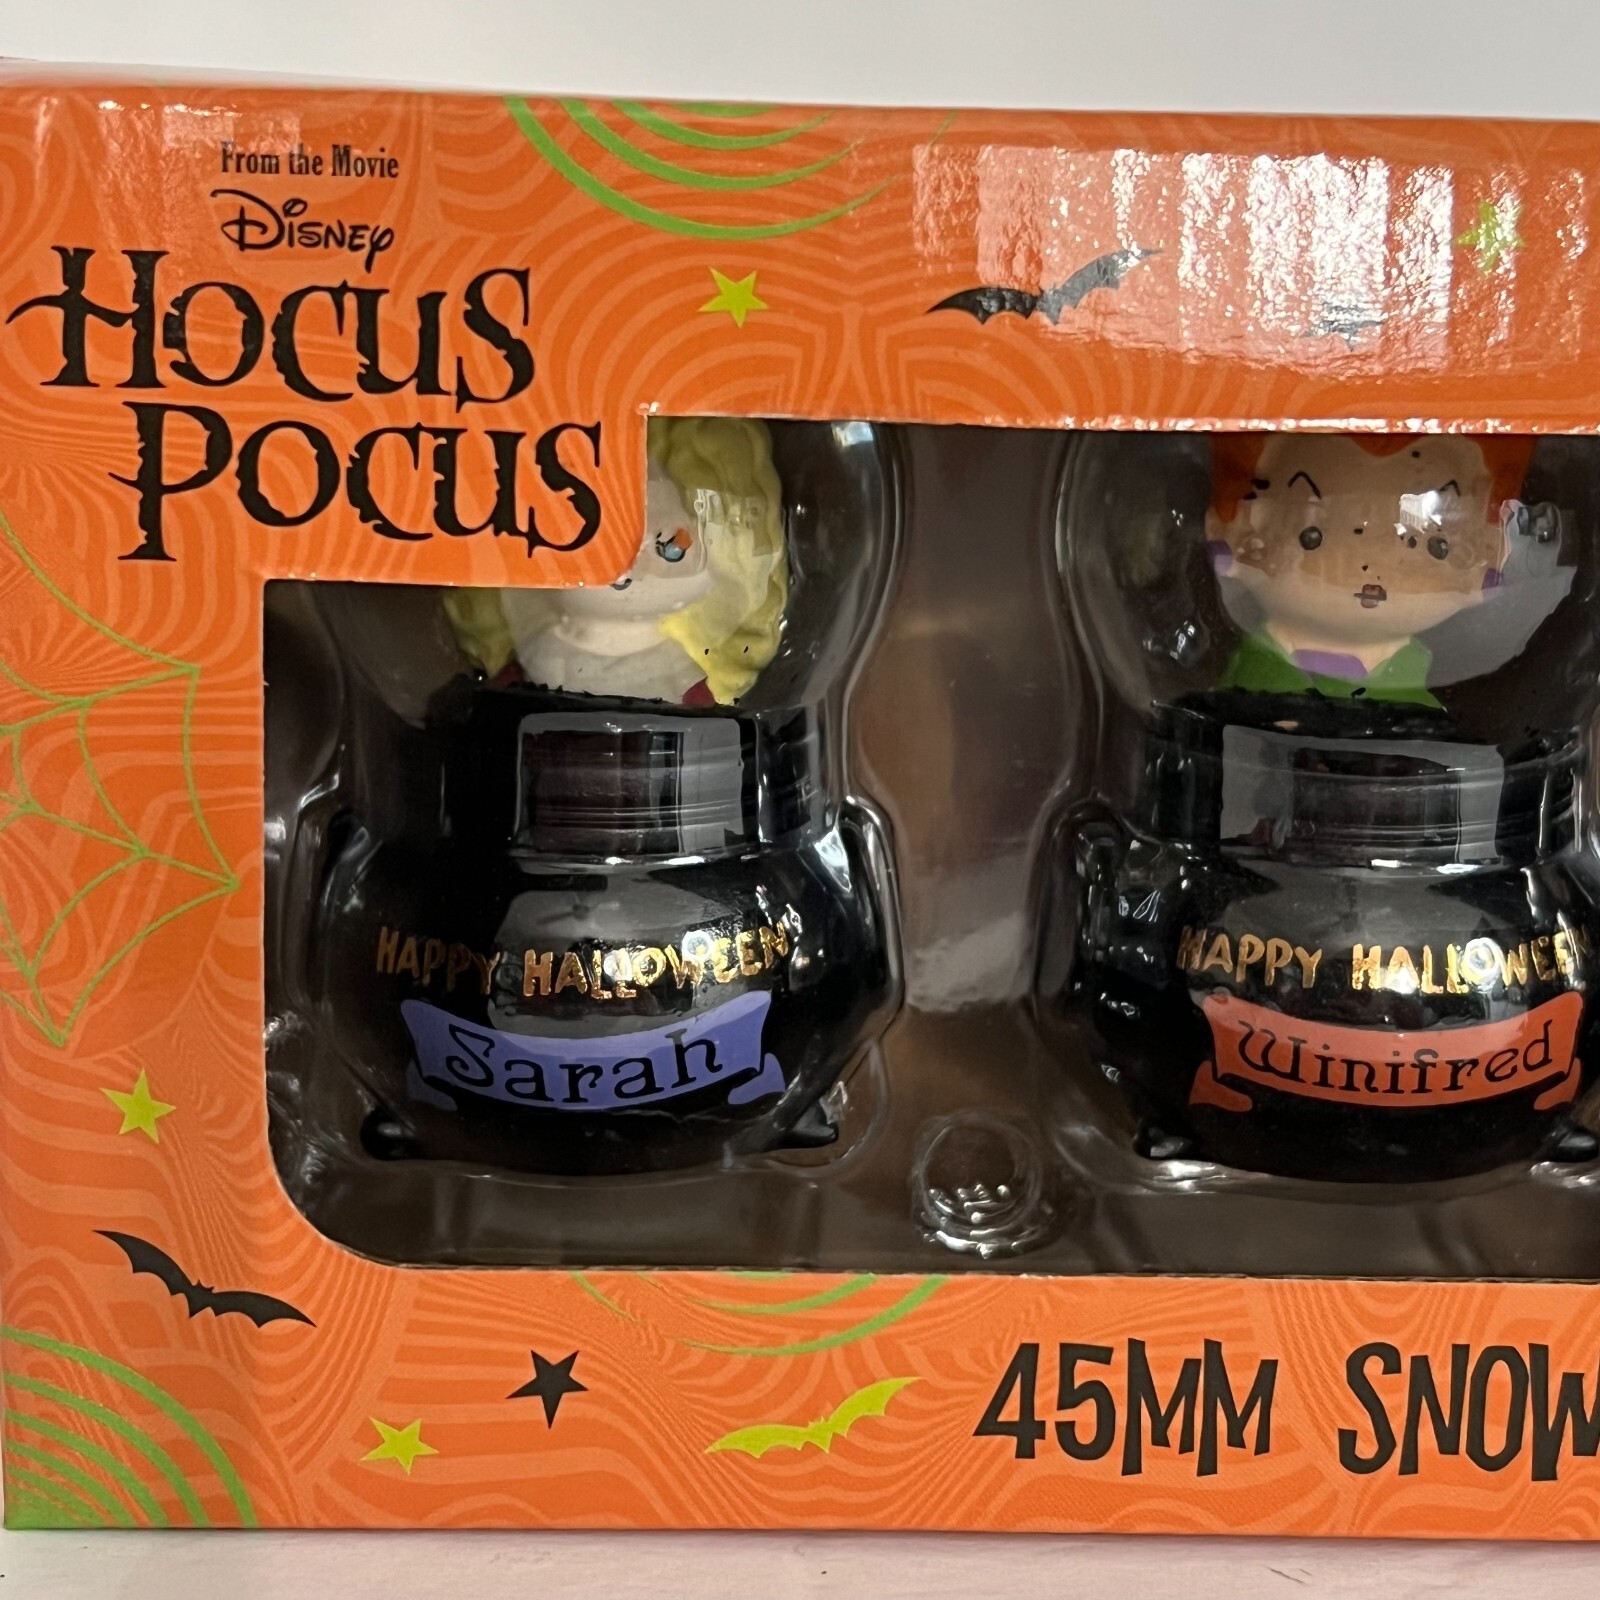 From the Movie
Disney
Hocus
Pocus
HAPPY HALLOWEEN
Sarah
HAPPY HALLOWEEN
Winifred
45MM SNOW